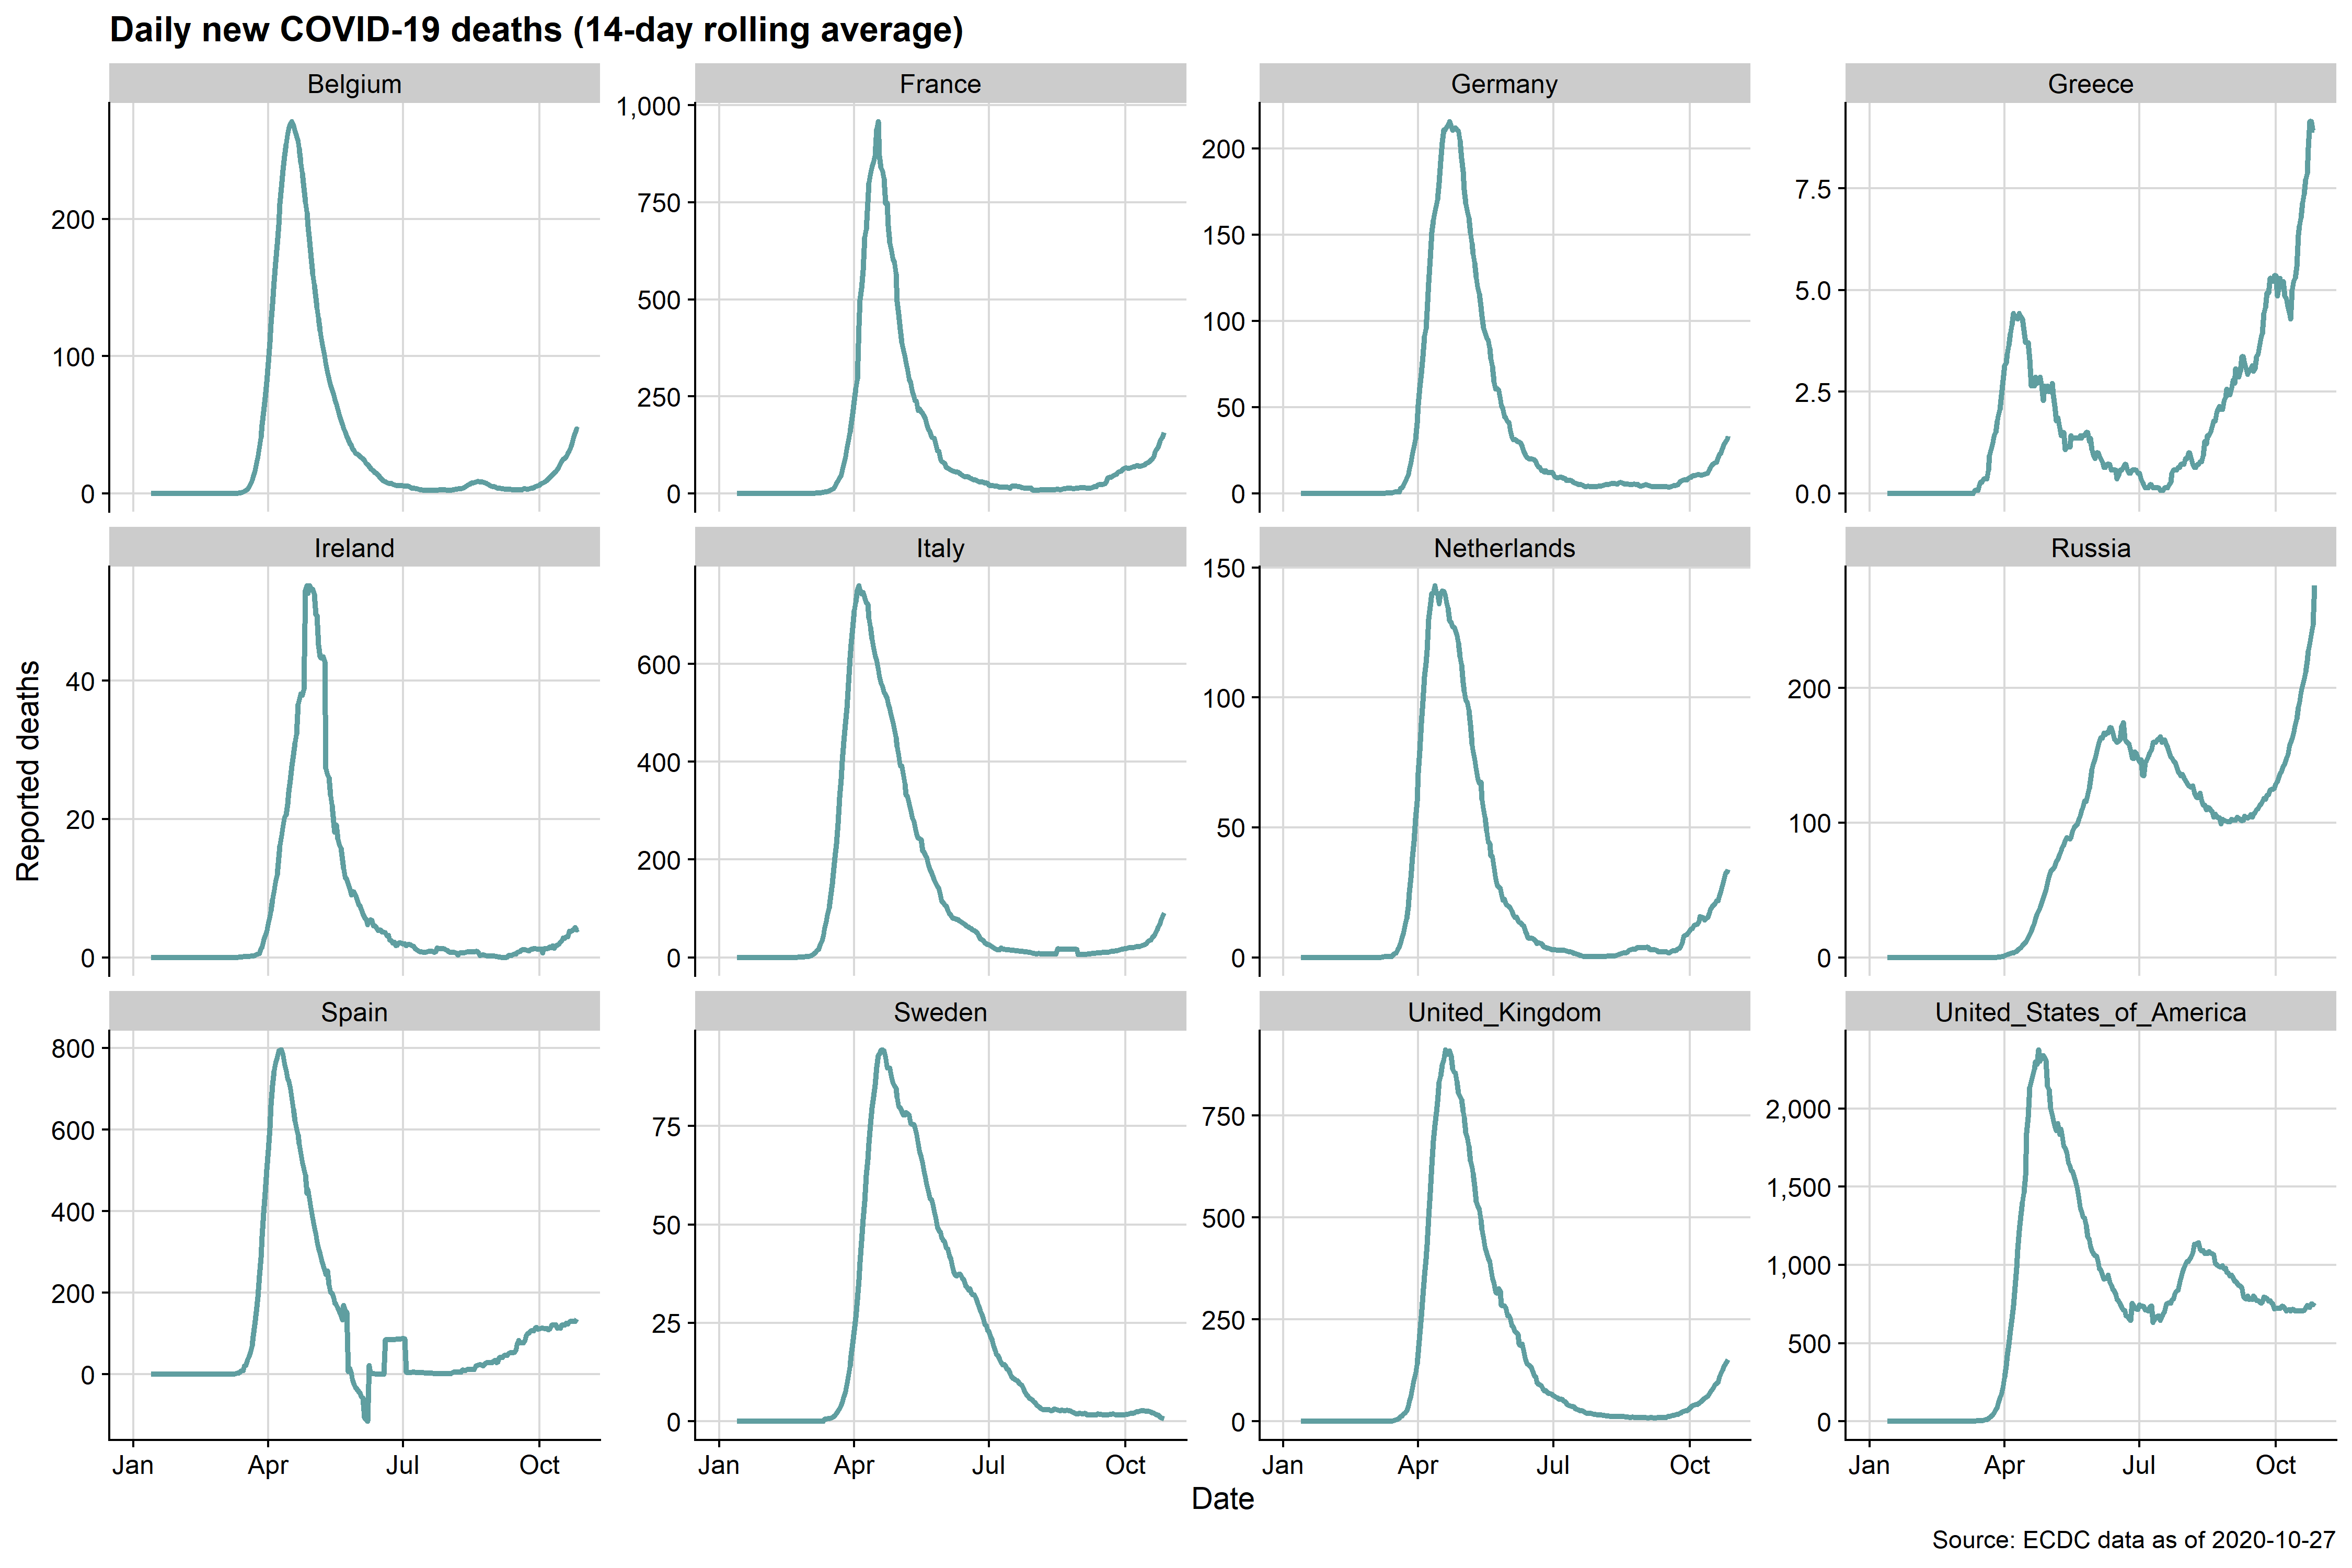 Daily new COVID-19 deaths (14-day rolling average)
Belgium France Germany Greece
0 100 200
0 250 500 750 1,000
0 50 100 150 200
0.0 2.5 5.0 7.5
Ireland Italy Netherlands Russia
0 20 40
0 200 400 600
0 50 100 150
0 100 200
Spain Sweden United_Kingdom United_States_of_America
0 200 400 600 800
0 25 50 75
0 250 500 750
0 500 1,000 1,500 2,000
Reported deaths
Jan Apr Jul Oct Jan Apr Jul Oct Jan Apr Jul Oct Jan Apr Jul Oct
Date
Source: ECDC data as of 2020-10-27